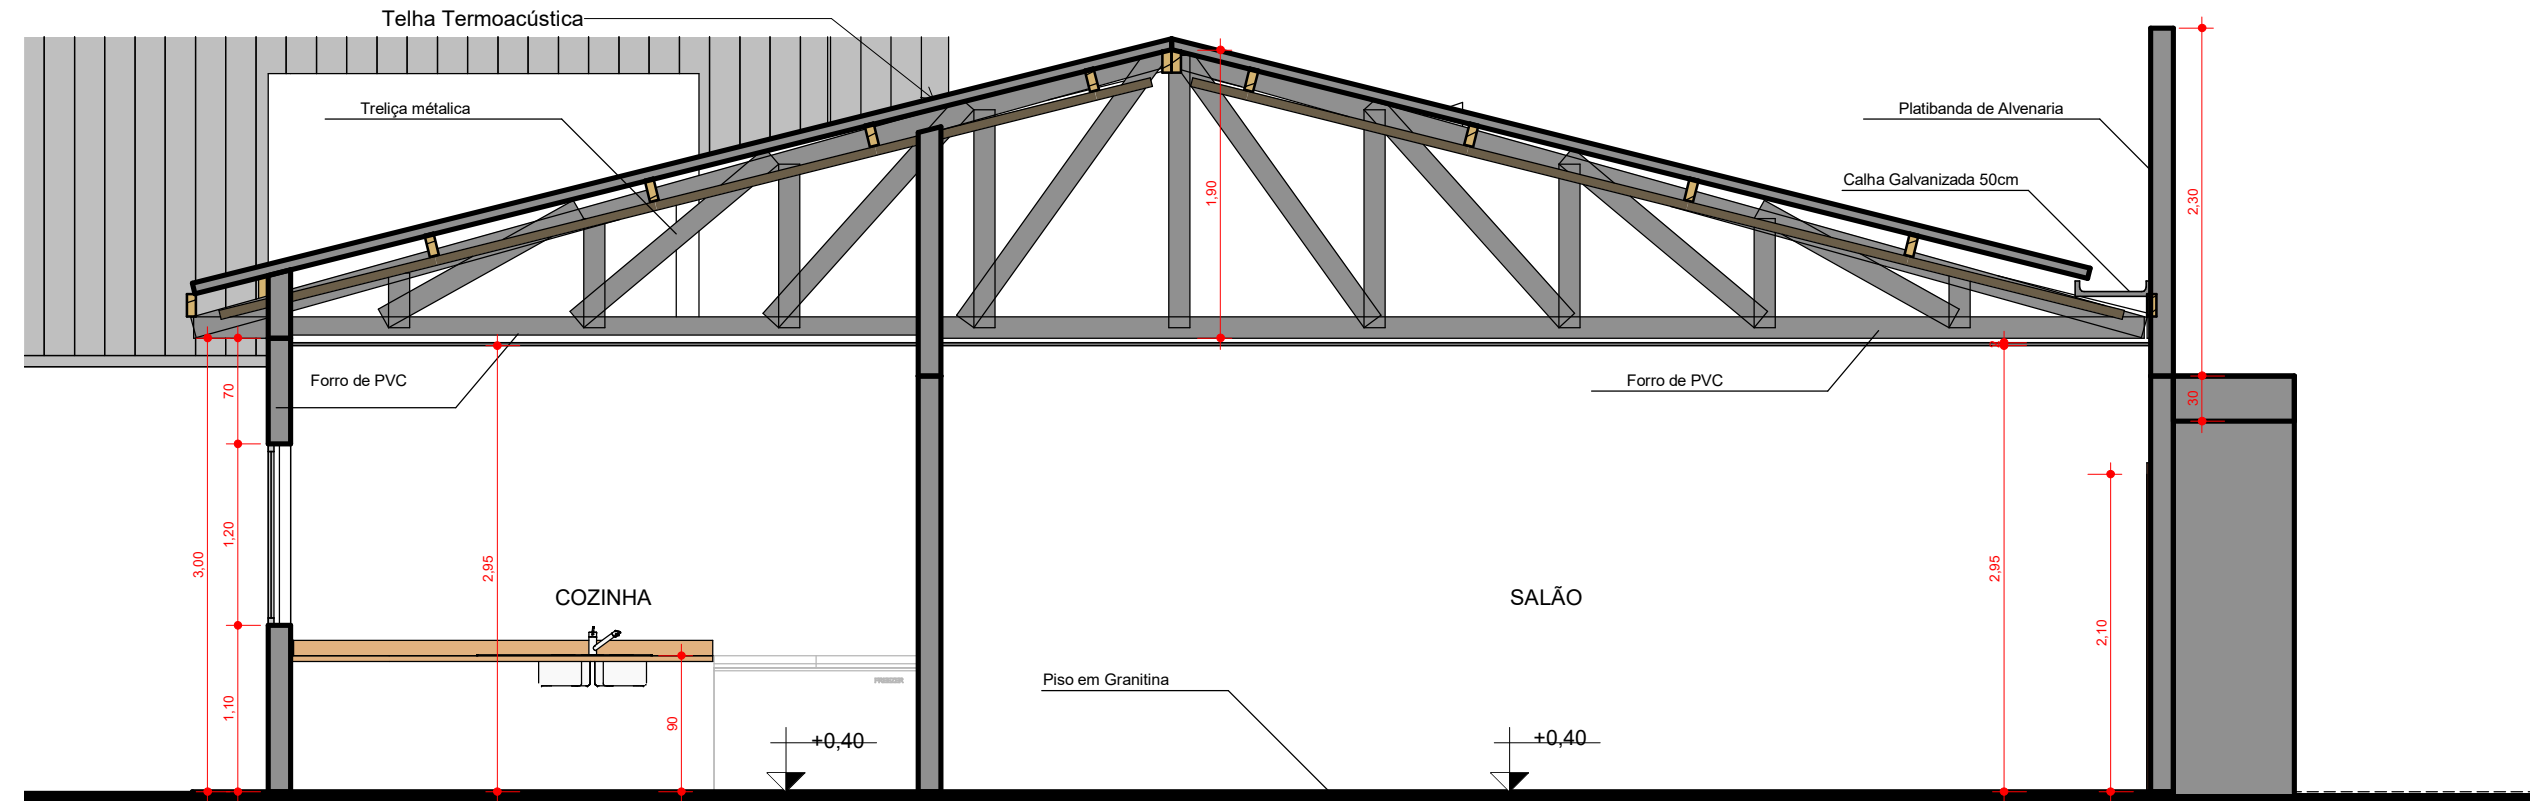 Telha Termoacústica
Treliça métalica
Platibanda de Alvenaria
Calha Galvanizada 50cm
1,90
2,30
Forro de PVC
Forro de PVC
70
30
1,20
3,00
2,95
2,95
COZINHA
SALÃO
2,10
FREEZER
Piso em Granitina
1,10
90
+0,40
+0,40